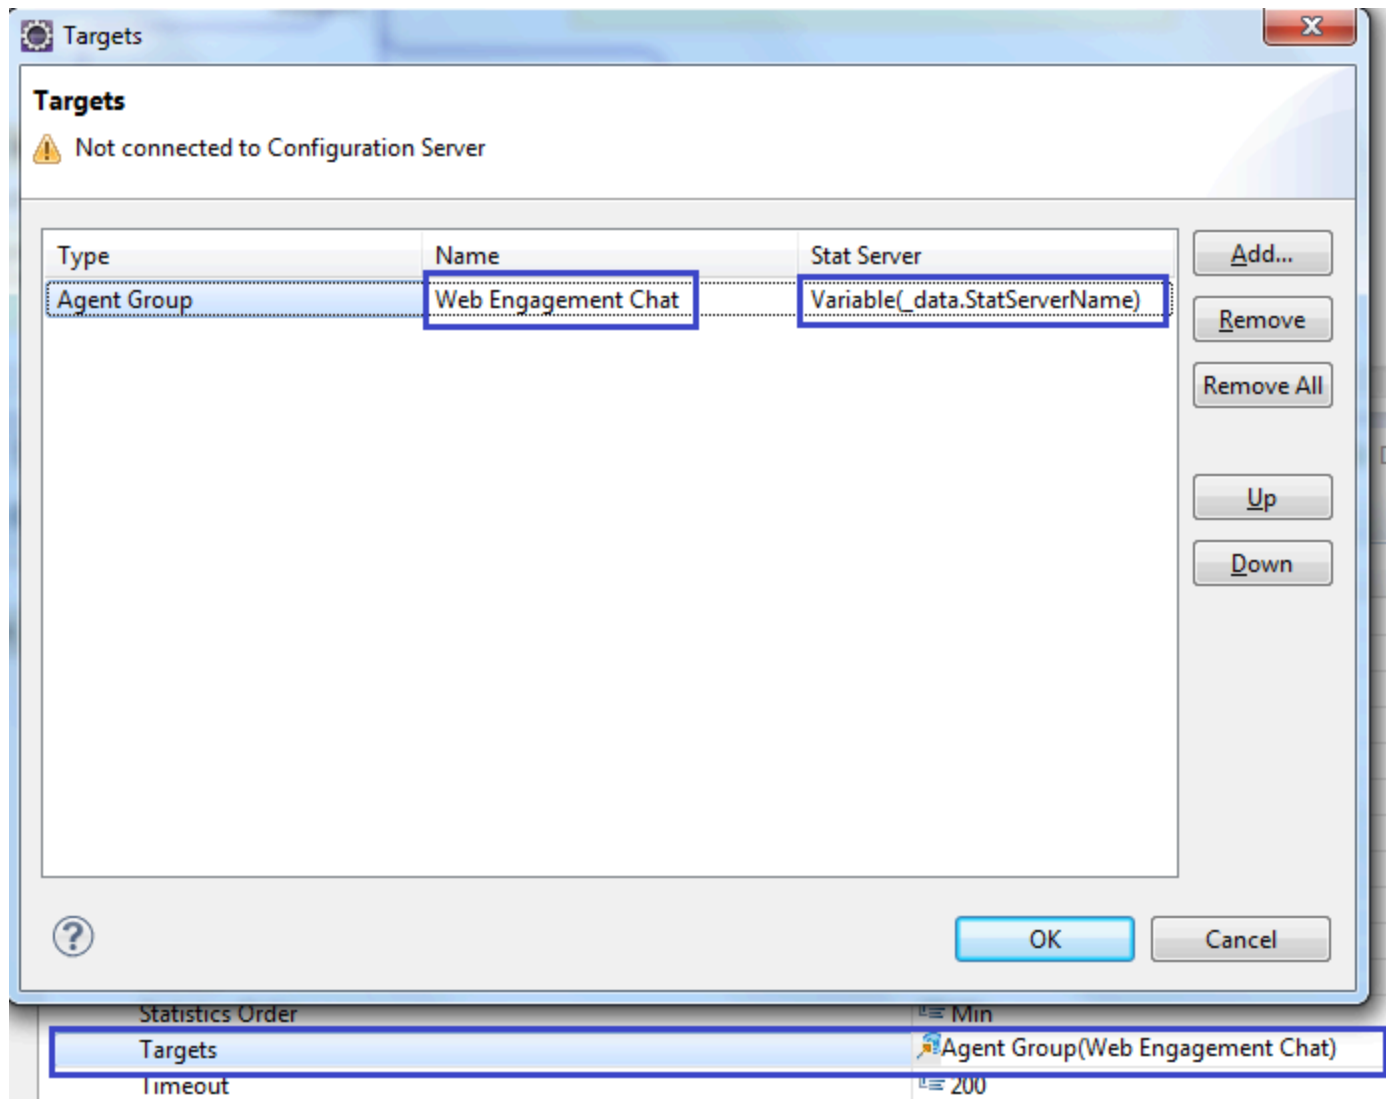 Targets
Targets
Not connected to Configuration Server
Type Name Stat Server
Agent Group Web Engagement Chat Variable(_data.StatServerName)
Add...
Remove
Remove All
Up
Down
?
OK Cancel
Statistics Order Min
Targets Agent Group(Web Engagement Chat)
Timeout 200